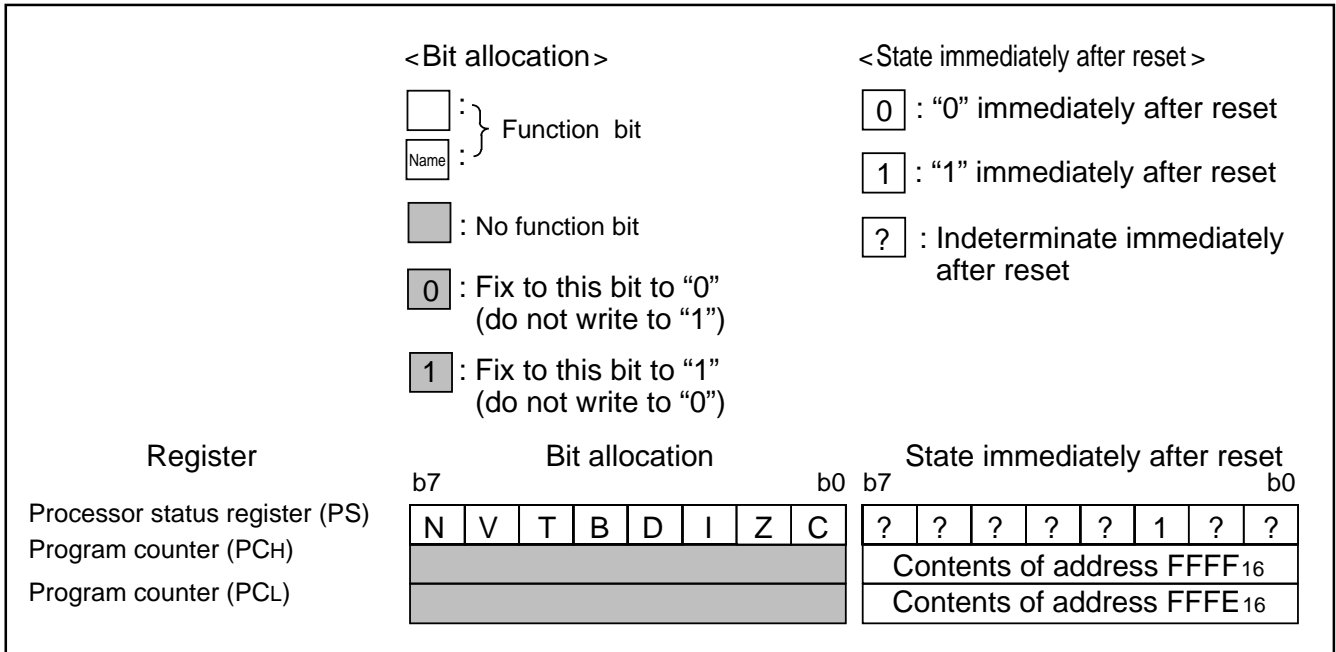 <Bit allocation>
<State immediately after reset>
:
Name :
Function bit
: No function bit
0 : Fix to this bit to “0”
(do not write to “1”)
1 : Fix to this bit to “1”
(do not write to “0”)
0 : “0” immediately after reset
1 : “1” immediately after reset
? : Indeterminate immediately
after reset
Register
Bit allocation
State immediately after reset
b7 b0 b7 b0
Processor status register (PS) N V T B D I Z C ? ? ? ? ? 1 ? ?
Program counter (PCH) Contents of address FFFF16
Program counter (PCL) Contents of address FFFE16